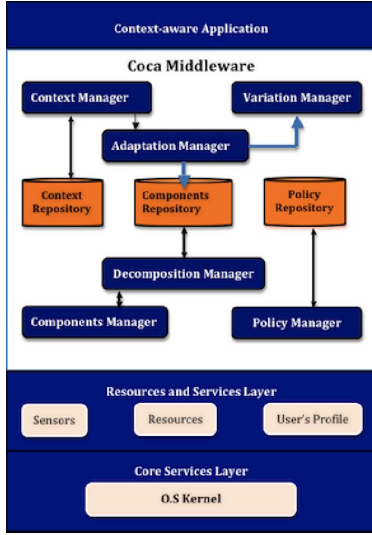 Context-aware Application
Coca Middleware
Context Manager
Variation Manager
Adaptation Manager
Context
Repository
Components
Repository
Policy
Repository
Decomposition Manager
Components Manager
Policy Manager
Resources and Services Layer
Sensors
Resources
User's Profile
Core Services Layer
O.S Kernel